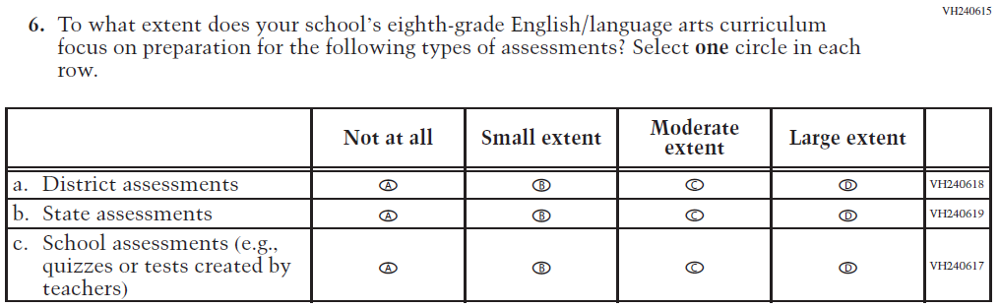 VH240615
6. To what extent does your school’s eighth-grade English/language arts curriculum
focus on preparation for the following types of assessments? Select one circle in each
row.
Not at all Small extent Moderate extent Large extent
a. District assessments A B C D VH240618
b. State assessments A B C D VH240619
c. School assessments (e.g.,
quizzes or tests created by A B C D VH240617
teachers)